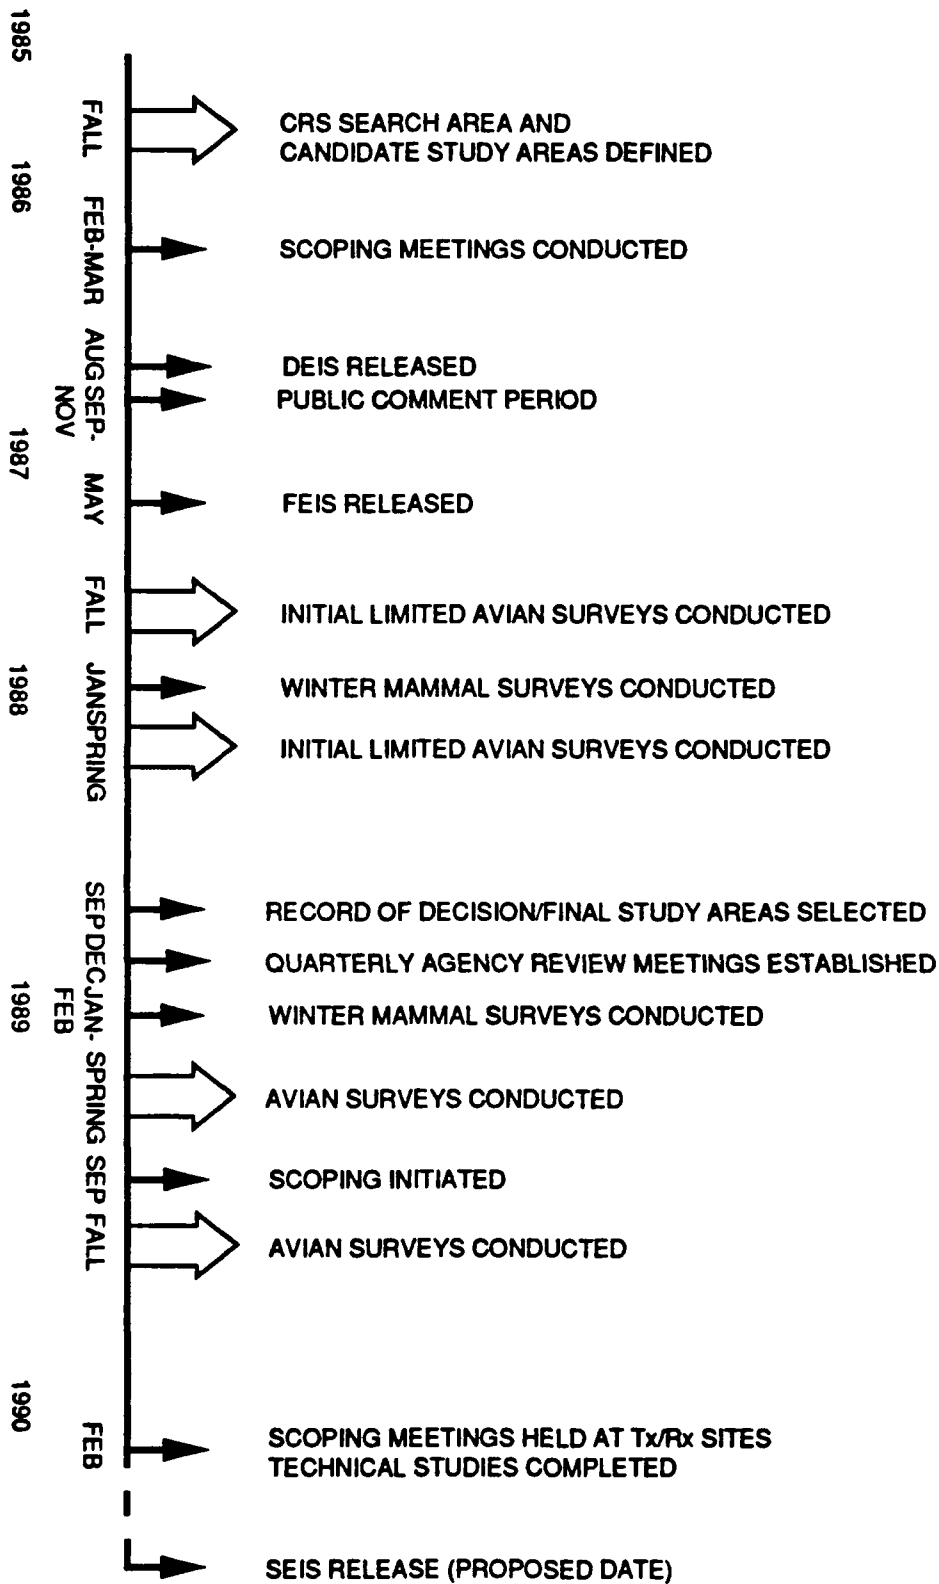 1985
FALL
CRS SEARCH AREA AND
CANDIDATE STUDY AREAS DEFINED
1986
FEB-MAR
SCOPING MEETINGS CONDUCTED
AUG
DEIS RELEASED
SEP-
NOV
PUBLIC COMMENT PERIOD
1987
MAY
FEIS RELEASED
FALL
INITIAL LIMITED AVIAN SURVEYS CONDUCTED
1988
JAN
WINTER MAMMAL SURVEYS CONDUCTED
SPRING
INITIAL LIMITED AVIAN SURVEYS CONDUCTED
SEP
RECORD OF DECISION/FINAL STUDY AREAS SELECTED
DEC
QUARTERLY AGENCY REVIEW MEETINGS ESTABLISHED
1989
JAN-
FEB
WINTER MAMMAL SURVEYS CONDUCTED
SPRING
AVIAN SURVEYS CONDUCTED
SEP
SCOPING INITIATED
FALL
AVIAN SURVEYS CONDUCTED
1990
FEB
SCOPING MEETINGS HELD AT Tx/Rx SITES
TECHNICAL STUDIES COMPLETED
SEIS RELEASE (PROPOSED DATE)